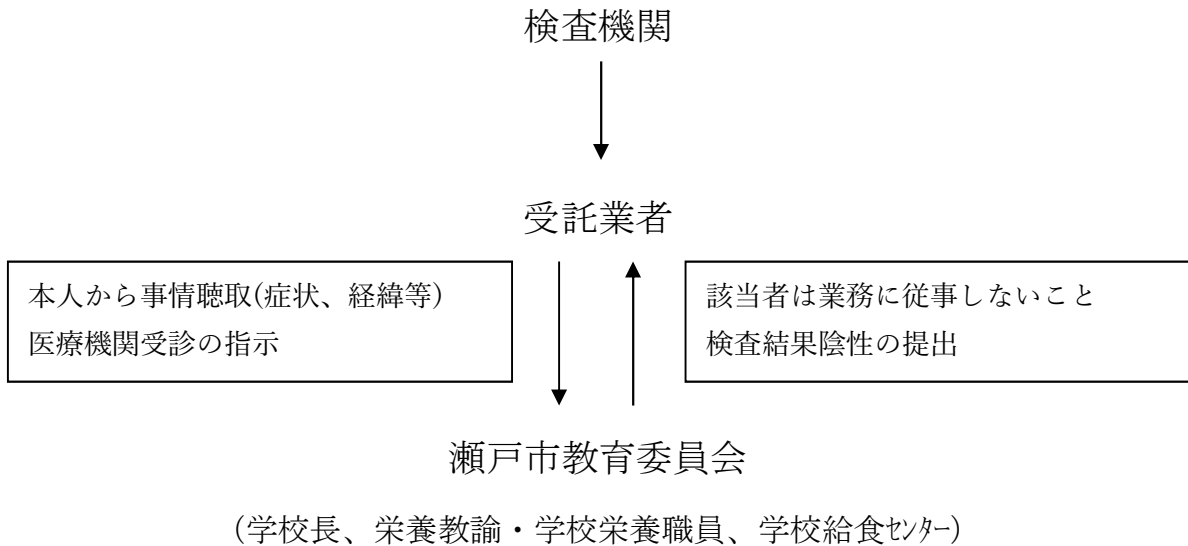 検査機関
受託業者
本人から事情聴取(症状、経緯等)
医療機関受診の指示
該当者は業務に従事しないこと
検査結果陰性の提出
瀬戸市教育委員会
(学校長、栄養教諭・学校栄養職員、学校給食ｾﾝﾀｰ)